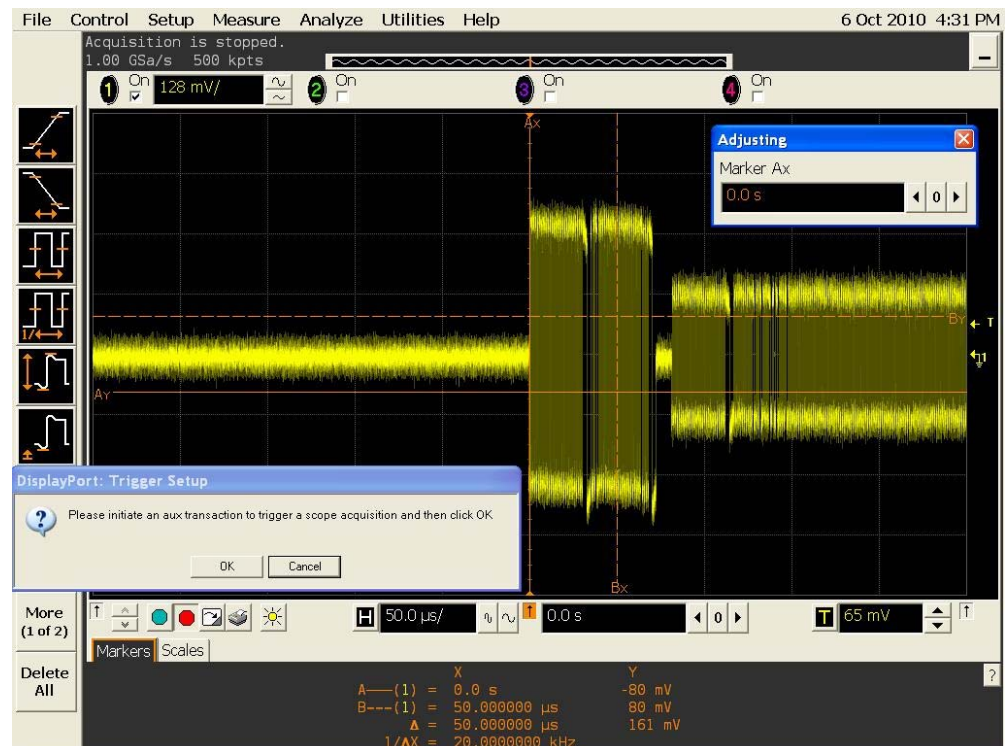 File Control Setup Measure Analyze Utilities Help 6 Oct 2010 4:31 PM
Acquisition is stopped.
1.00 GSa/s 500 kpts
1 On 128 mV/ 2 On 3 On 4 On
Ax
Adjusting
Marker Ax
0.0 s 0
By
T
1
1/
Ay
DisplayPort: Trigger Setup
Please initiate an aux transaction to trigger a scope acquisition and then click OK
OK Cancel
Bx
More
(1 of 2)
H 50.0 µs/ 0.0 s 0 T 65 mV
Markers Scales
Delete
All
?
X Y
A——(1) = 0.0 s -80 mV
B---(1) = 50.000000 µs 80 mV
Δ = 50.000000 µs 161 mV
1/ΔX = 20.0000000 kHz